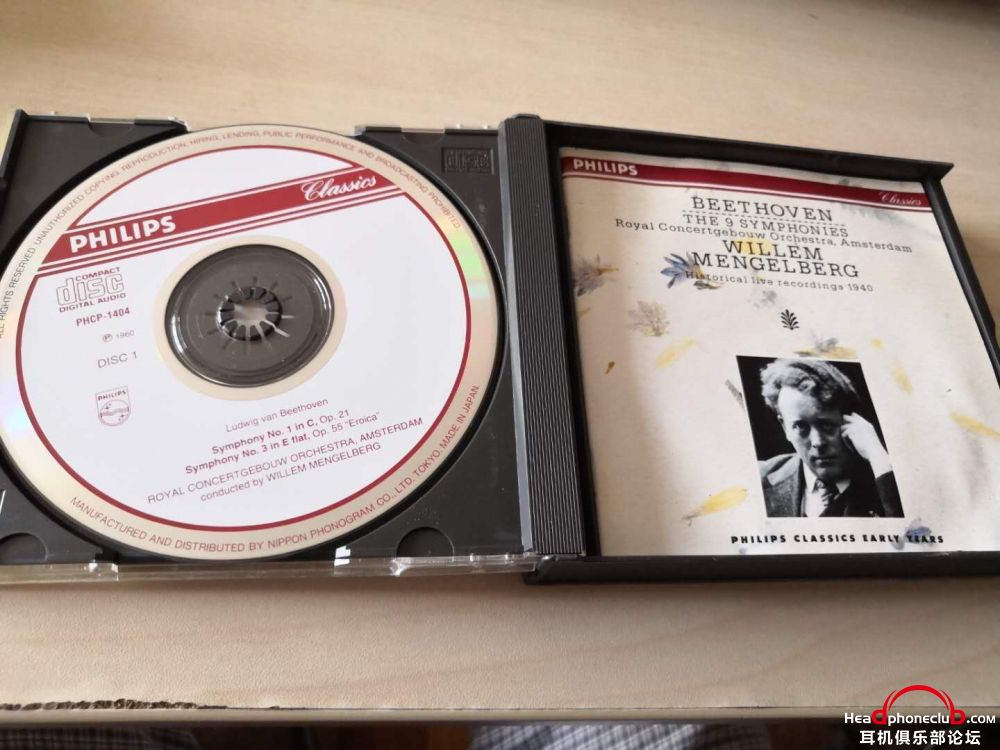 ALL RIGHTS RESERVED UNAUTHORIZED COPYING, REPRODUCTION, HIRING, LENDING, PUBLIC PERFORMANCE AND BROADCASTING PROHIBITED
PHILIPS
Classics
COMPACT
disc
DIGITAL AUDIO
PHCP-1404
℗ 1960
DISC 1
PHILIPS
Ludwig van Beethoven
Symphony No. 1 in C, Op. 21
Symphony No. 3 in E flat, Op. 55 "Eroica"
ROYAL CONCERTGEBOUW ORCHESTRA, AMSTERDAM
conducted by WILLEM MENGELBERG
MANUFACTURED AND DISTRIBUTED BY NIPPON PHONOGRAM CO., LTD. TOKYO. MADE IN JAPAN.
disc
PHILIPS
Classics
BEETHOVEN
THE 9 SYMPHONIES
Royal Concertgebouw Orchestra, Amsterdam
WILLEM
MENGELBERG
Historical live recordings 1940
PHILIPS CLASSICS EARLY YEARS
Headphoneclub.com
耳机俱乐部论坛